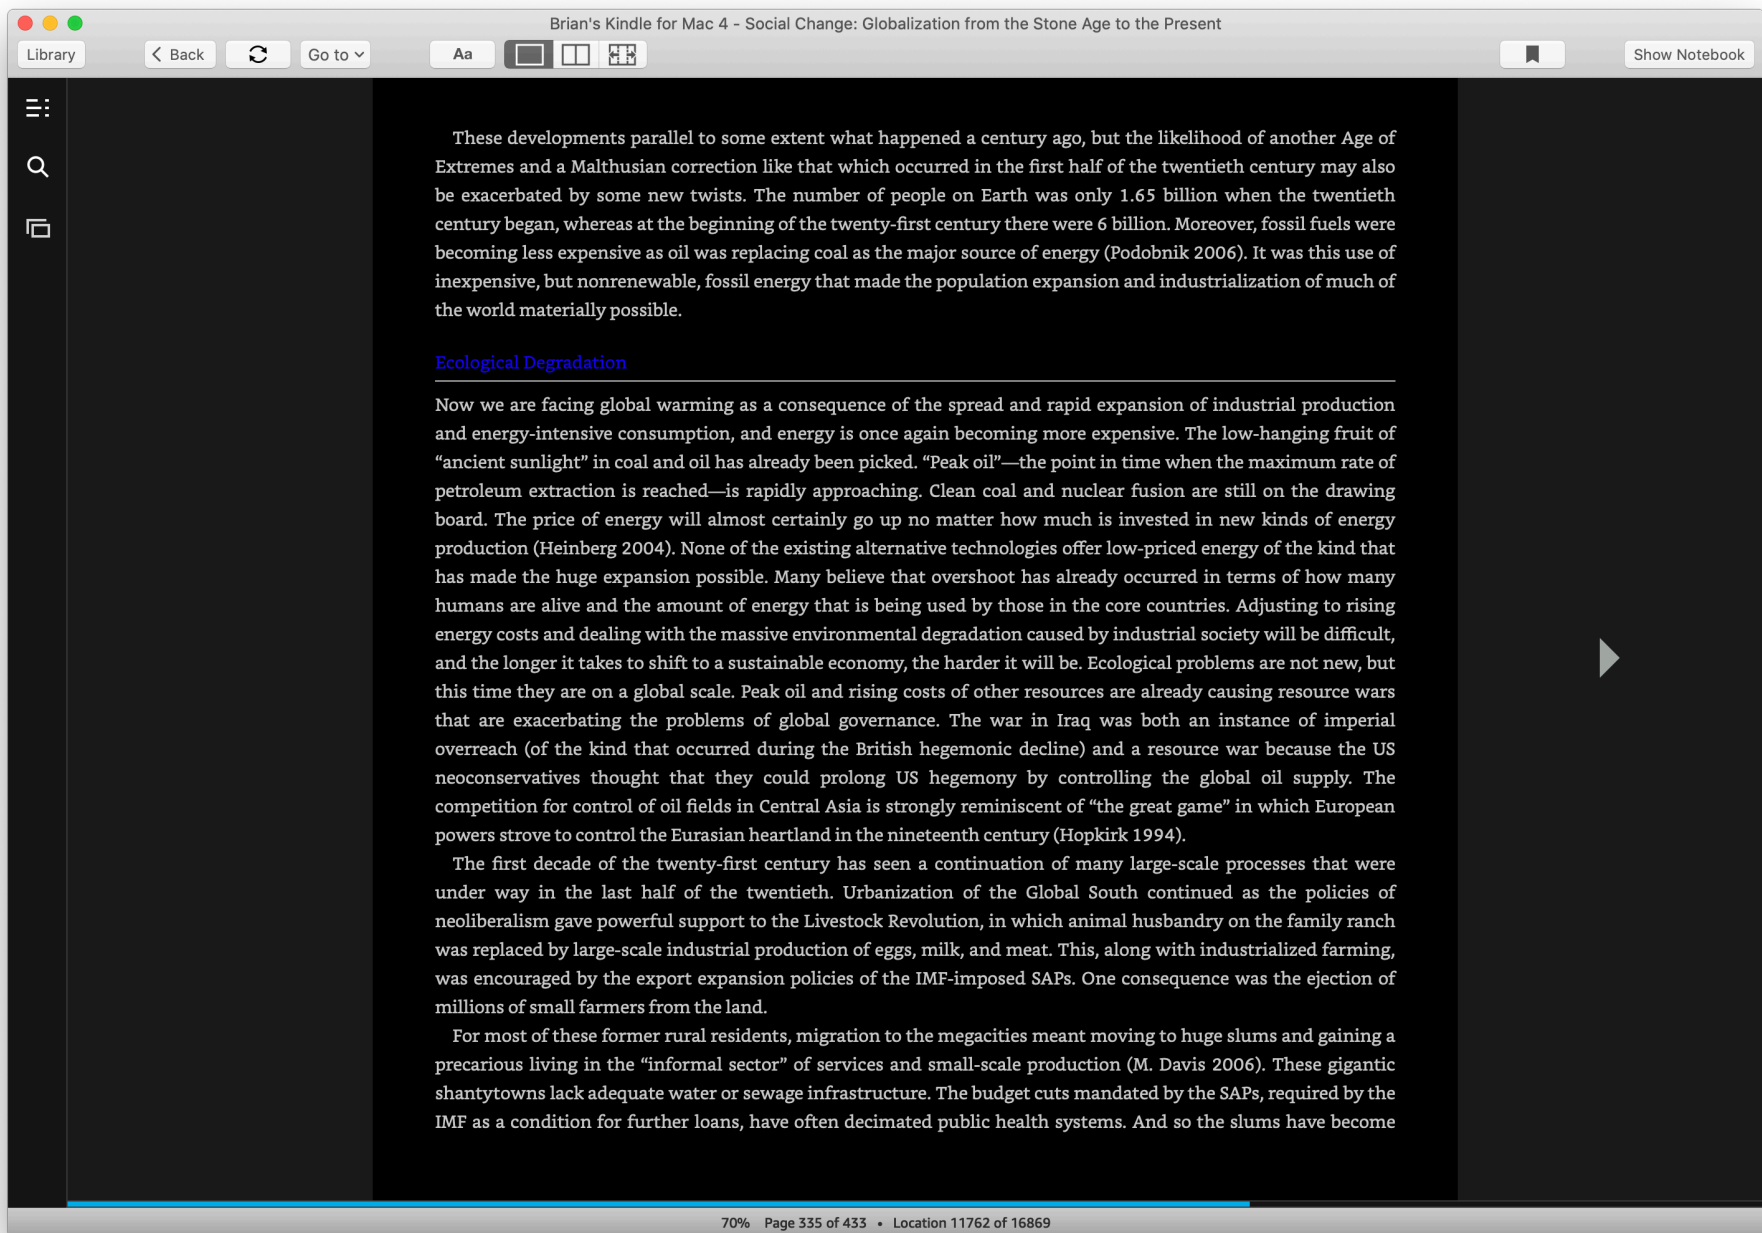 Brian's Kindle for Mac 4 - Social Change: Globalization from the Stone Age to the Present
Library
Back
Go to
Aa
Show Notebook
These developments parallel to some extent what happened a century ago, but the likelihood of another Age of
Extremes and a Malthusian correction like that which occurred in the first half of the twentieth century may also
be exacerbated by some new twists. The number of people on Earth was only 1.65 billion when the twentieth
century began, whereas at the beginning of the twenty-first century there were 6 billion. Moreover, fossil fuels were
becoming less expensive as oil was replacing coal as the major source of energy (Podobnik 2006). It was this use of
inexpensive, but nonrenewable, fossil energy that made the population expansion and industrialization of much of
the world materially possible.
Ecological Degradation
Now we are facing global warming as a consequence of the spread and rapid expansion of industrial production
and energy-intensive consumption, and energy is once again becoming more expensive. The low-hanging fruit of
“ancient sunlight” in coal and oil has already been picked. “Peak oil”—the point in time when the maximum rate of
petroleum extraction is reached—is rapidly approaching. Clean coal and nuclear fusion are still on the drawing
board. The price of energy will almost certainly go up no matter how much is invested in new kinds of energy
production (Heinberg 2004). None of the existing alternative technologies offer low-priced energy of the kind that
has made the huge expansion possible. Many believe that overshoot has already occurred in terms of how many
humans are alive and the amount of energy that is being used by those in the core countries. Adjusting to rising
energy costs and dealing with the massive environmental degradation caused by industrial society will be difficult,
and the longer it takes to shift to a sustainable economy, the harder it will be. Ecological problems are not new, but
this time they are on a global scale. Peak oil and rising costs of other resources are already causing resource wars
that are exacerbating the problems of global governance. The war in Iraq was both an instance of imperial
overreach (of the kind that occurred during the British hegemonic decline) and a resource war because the US
neoconservatives thought that they could prolong US hegemony by controlling the global oil supply. The
competition for control of oil fields in Central Asia is strongly reminiscent of “the great game” in which European
powers strove to control the Eurasian heartland in the nineteenth century (Hopkirk 1994).
The first decade of the twenty-first century has seen a continuation of many large-scale processes that were
under way in the last half of the twentieth. Urbanization of the Global South continued as the policies of
neoliberalism gave powerful support to the Livestock Revolution, in which animal husbandry on the family ranch
was replaced by large-scale industrial production of eggs, milk, and meat. This, along with industrialized farming,
was encouraged by the export expansion policies of the IMF-imposed SAPs. One consequence was the ejection of
millions of small farmers from the land.
For most of these former rural residents, migration to the megacities meant moving to huge slums and gaining a
precarious living in the “informal sector” of services and small-scale production (M. Davis 2006). These gigantic
shantytowns lack adequate water or sewage infrastructure. The budget cuts mandated by the SAPs, required by the
IMF as a condition for further loans, have often decimated public health systems. And so the slums have become
70% Page 335 of 433 • Location 11762 of 16869